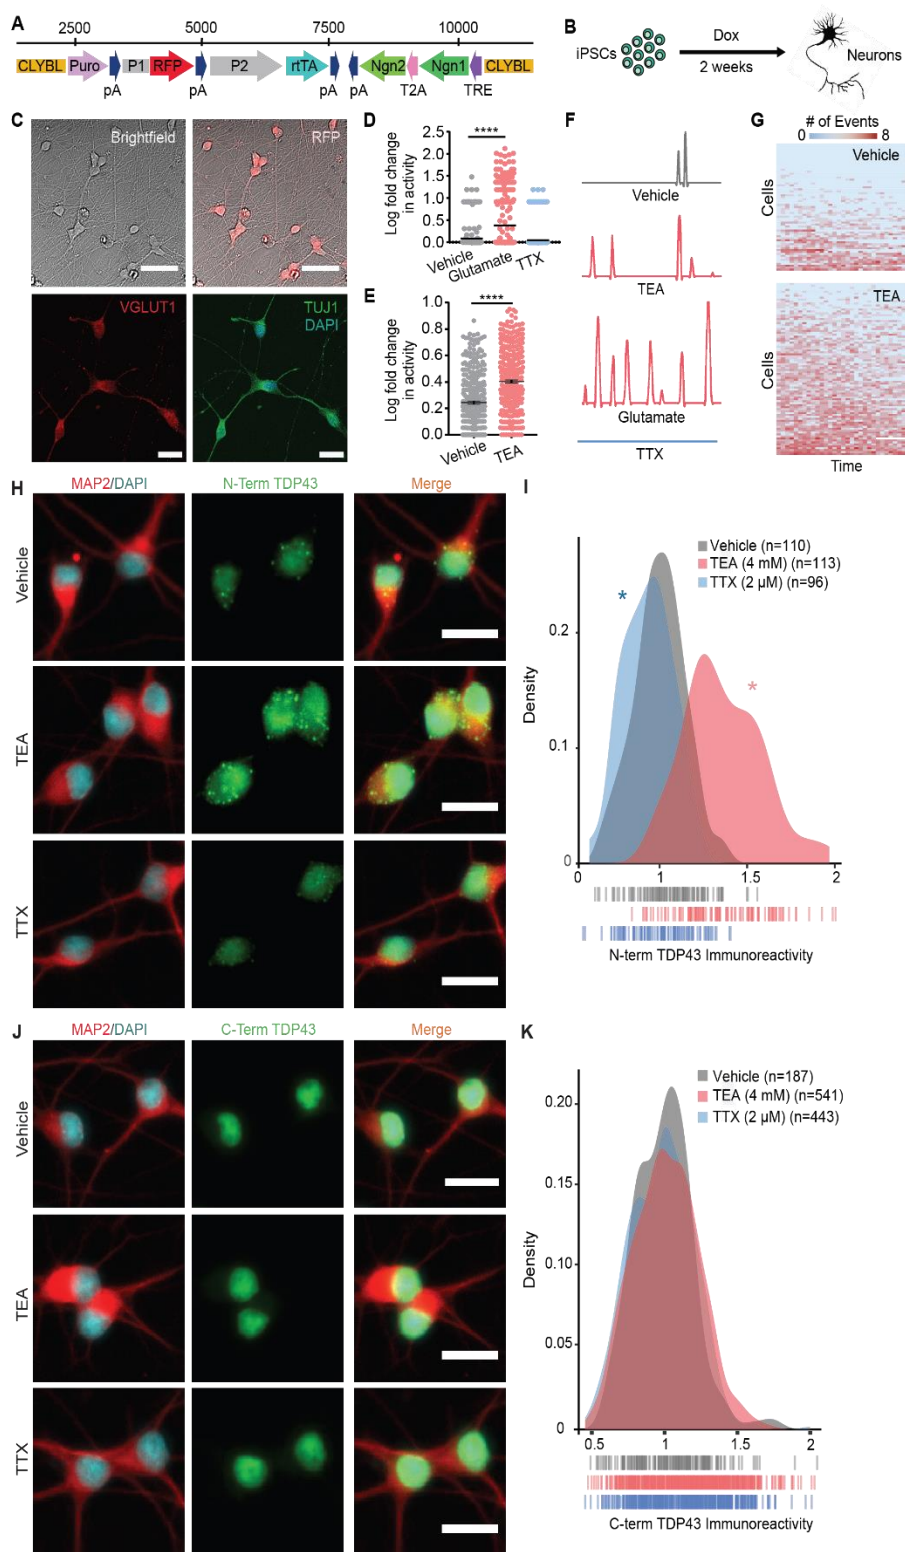 A
2500 5000 7500 10000
CLYBL Puro P1 RFP P2 rtTA Ngn2 Ngn1 CLYBL
pA pA pA pA T2A TRE
B
iPSCs Dox Neurons
2 weeks
C
Brightfield RFP
VGLUT1 TUJ1
DAPI
D
Log fold change
in activity
2.5
2.0
1.5
1.0
0.5
0.0
****
Vehicle Glutamate TTX
E
Log fold change
in activity
1.0
0.8
0.6
0.4
0.2
0.0
****
Vehicle TEA
F
Vehicle
TEA
Glutamate
TTX
G
# of Events
0 8
Vehicle
Cells
TEA
Cells
Time
H
MAP2/DAPI N-Term TDP43 Merge
Vehicle
TEA
TTX
I
Vehicle (n=110)
TEA (4 mM) (n=113)
TTX (2 µM) (n=96)
* *
Density
0.2
0.1
0
0.5 1 1.5 2
N-term TDP43 Immunoreactivity
J
MAP2/DAPI C-Term TDP43 Merge
Vehicle
TEA
TTX
K
Vehicle (n=187)
TEA (4 mM) (n=541)
TTX (2 µM) (n=443)
Density
0.20
0.15
0.10
0.05
0
0.5 1 1.5 2
C-term TDP43 Immunoreactivity